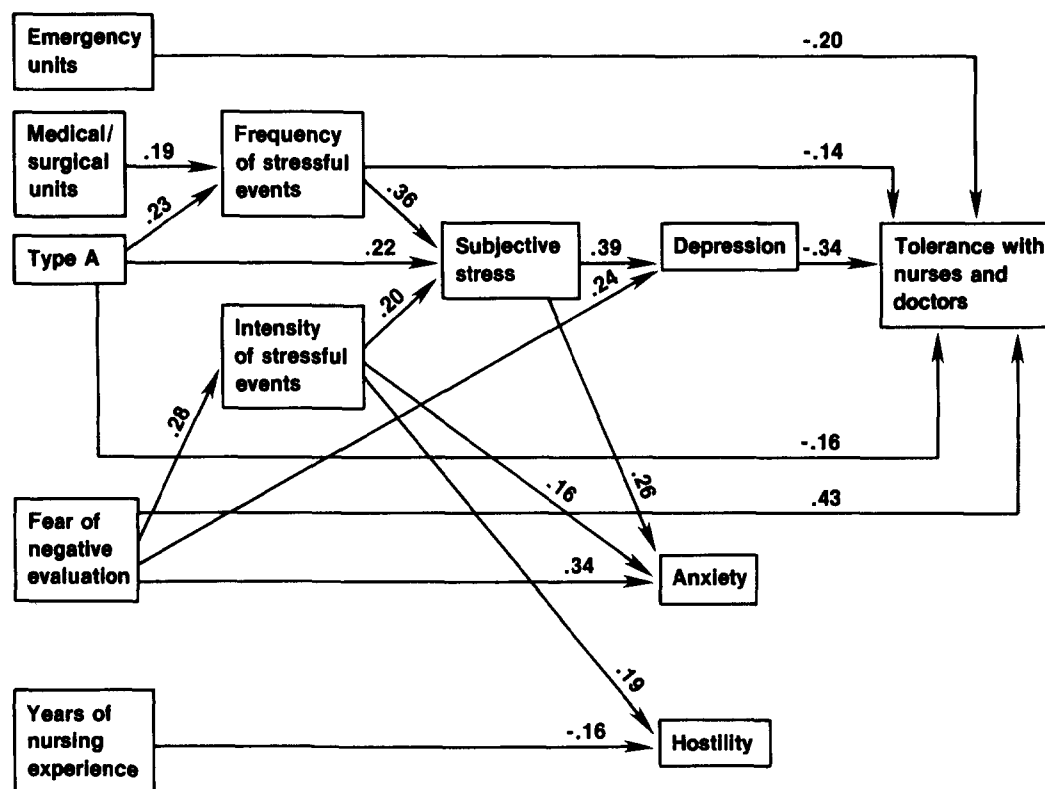 Emergency
units
-.20
Medical/
surgical
units
.19
Frequency
of stressful
events
-.14
.36
.23
Type A
.22
Subjective
stress
.39
Depression
-.34
Tolerance with
nurses and
doctors
.24
.20
Intensity
of stressful
events
.28
-.16
.26
.16
.43
Fear of
negative
evaluation
.34
Anxiety
.19
Years of
nursing
experience
-.16
Hostility